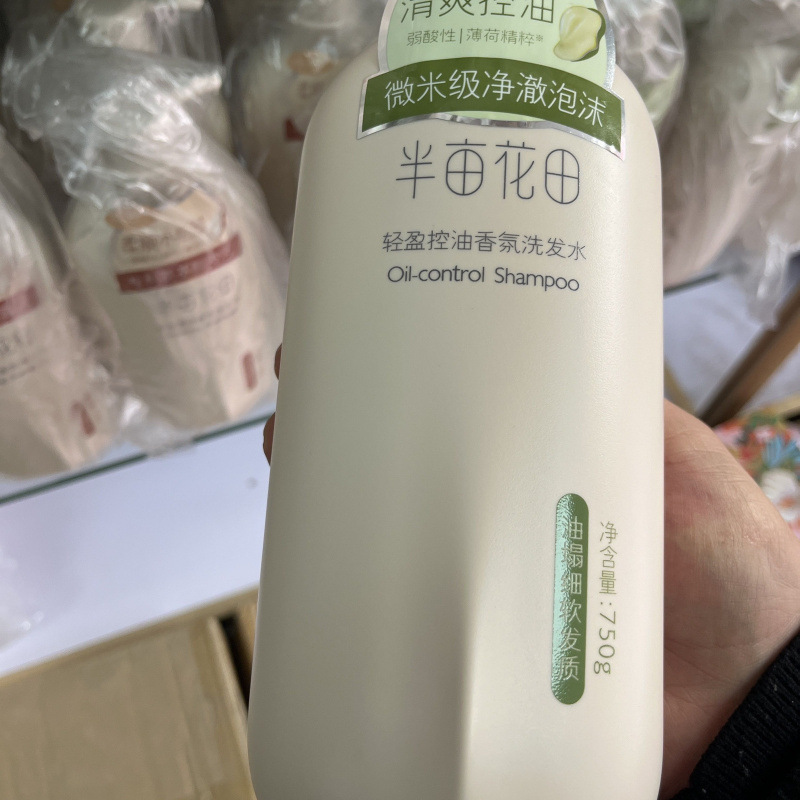 清爽控油
弱酸性|薄荷精粹*
微米级净澈泡沫
半亩花田
轻盈控油香氛洗发水
Oil-control Shampoo
油塌细软发质
净含量:750g